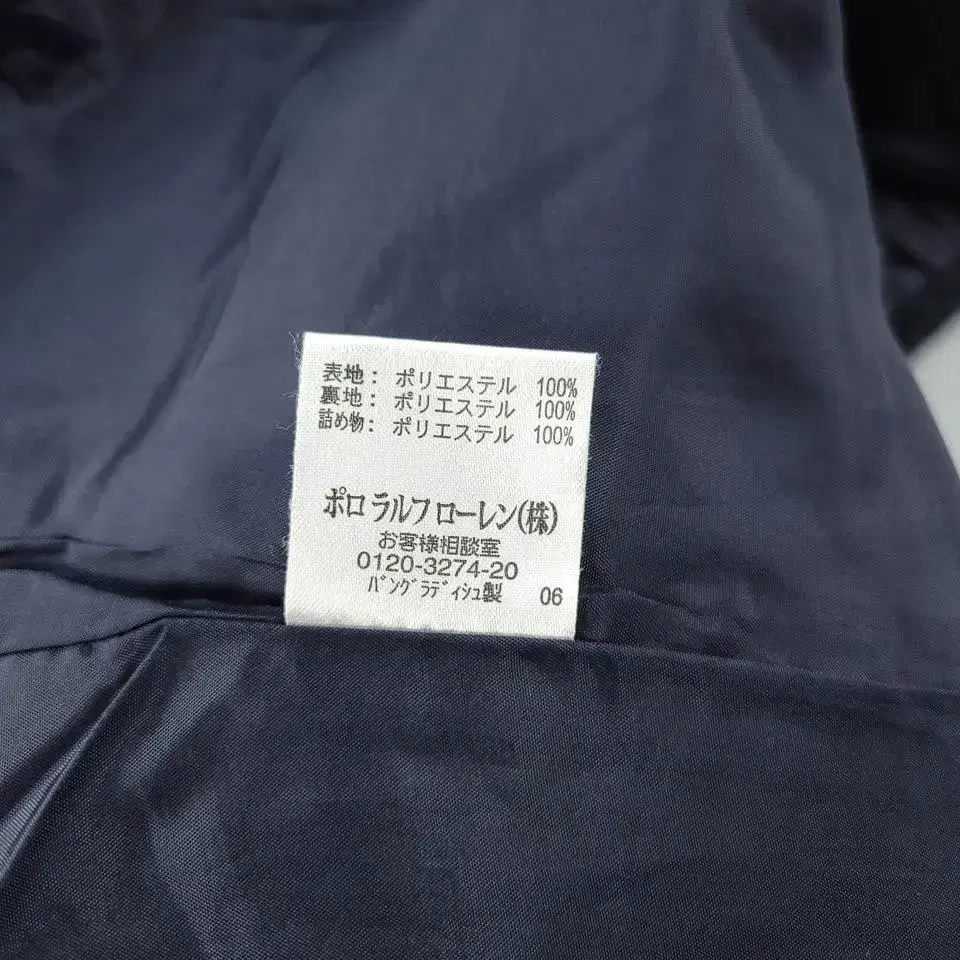 表地: ポリエステル 100%
裏地: ポリエステル 100%
詰め物: ポリエステル 100%
ポロ ラルフ ローレン(株)
お客様相談室
0120-3274-20
バングラディシュ製 06